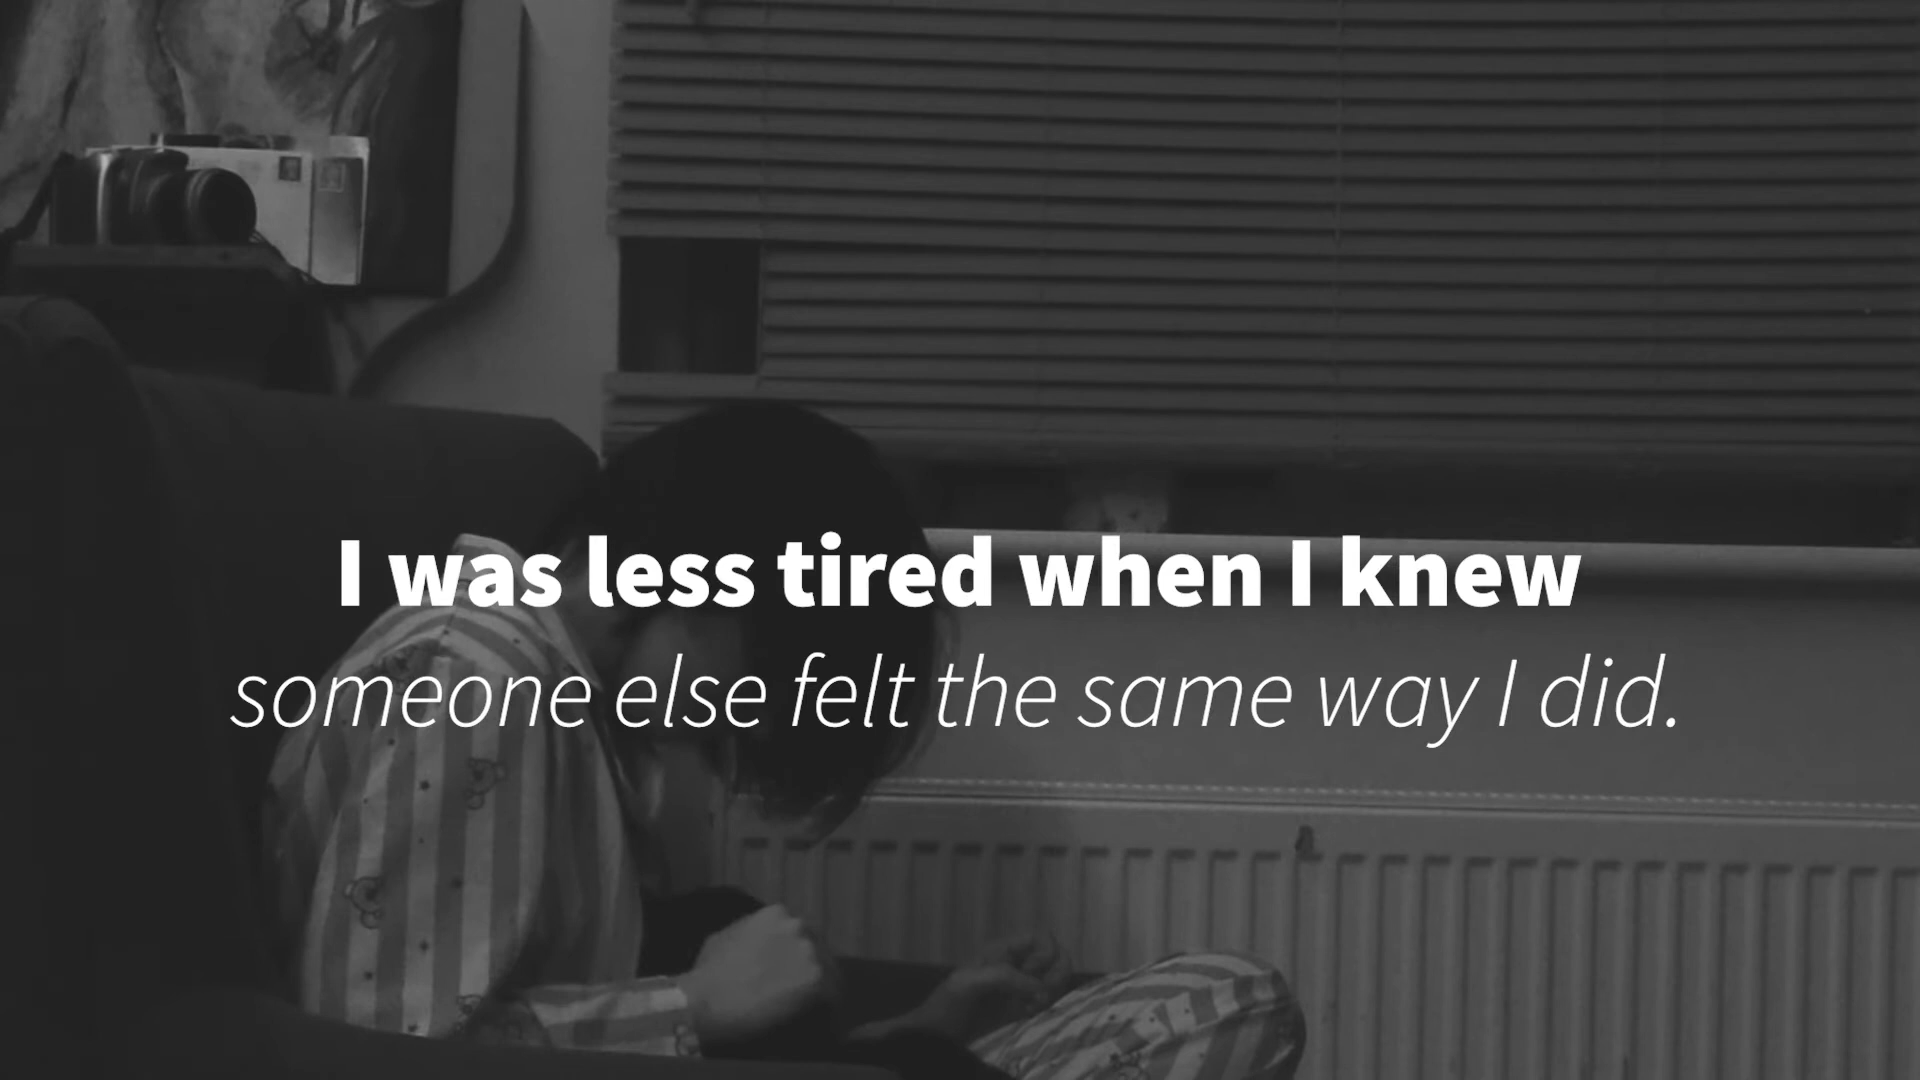 I was less tired when I knew
someone else felt the same way I did.